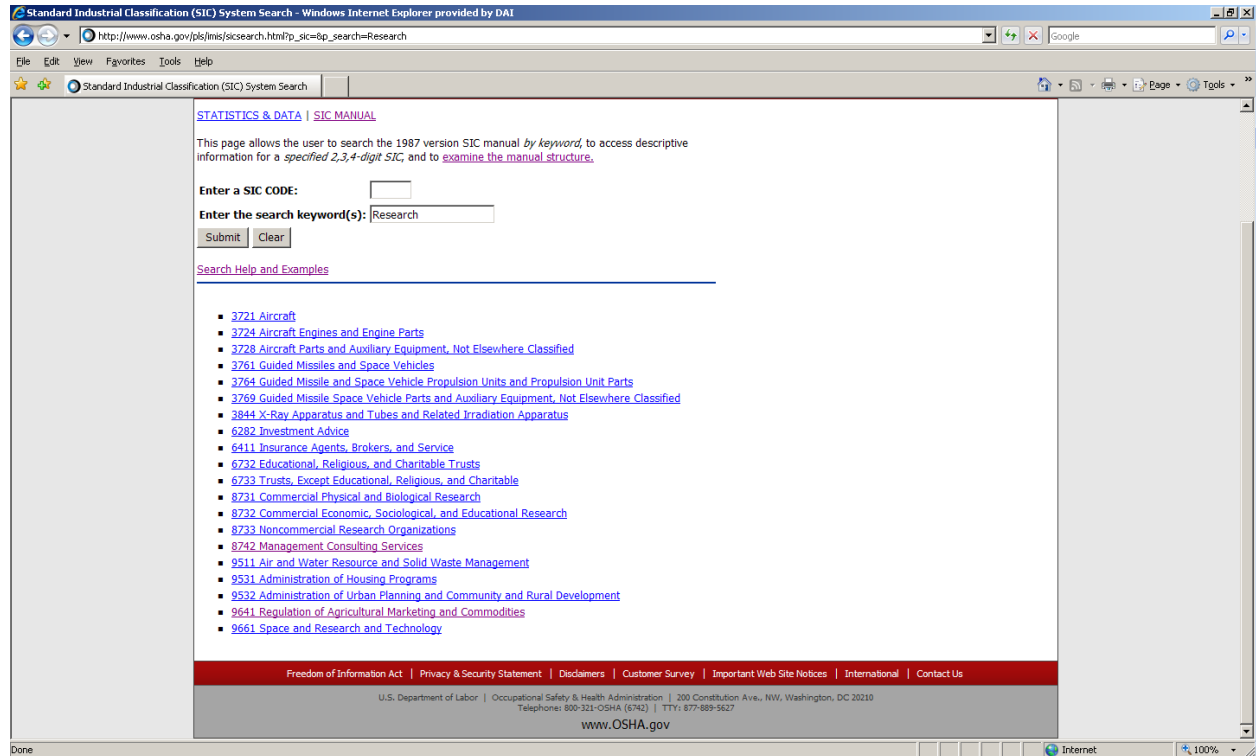 Standard Industrial Classification (SIC) System Search - Windows Internet Explorer provided by DAI
http://www.osha.gov/pls/imis/sicsearch.html?p_sic=&p_search=Research
Google
File Edit View Favorites Tools Help
Standard Industrial Classification (SIC) System Search
Page Tools »
STATISTICS & DATA | SIC MANUAL
This page allows the user to search the 1987 version SIC manual by keyword, to access descriptive
information for a specified 2,3,4-digit SIC, and to examine the manual structure.
Enter a SIC CODE:
Enter the search keyword(s): Research
Submit Clear
Search Help and Examples
3721 Aircraft
3724 Aircraft Engines and Engine Parts
3728 Aircraft Parts and Auxiliary Equipment, Not Elsewhere Classified
3761 Guided Missiles and Space Vehicles
3764 Guided Missile and Space Vehicle Propulsion Units and Propulsion Unit Parts
3769 Guided Missile Space Vehicle Parts and Auxiliary Equipment, Not Elsewhere Classified
3844 X-Ray Apparatus and Tubes and Related Irradiation Apparatus
6282 Investment Advice
6411 Insurance Agents, Brokers, and Service
6732 Educational, Religious, and Charitable Trusts
6733 Trusts, Except Educational, Religious, and Charitable
8731 Commercial Physical and Biological Research
8732 Commercial Economic, Sociological, and Educational Research
8733 Noncommercial Research Organizations
8742 Management Consulting Services
9511 Air and Water Resource and Solid Waste Management
9531 Administration of Housing Programs
9532 Administration of Urban Planning and Community and Rural Development
9641 Regulation of Agricultural Marketing and Commodities
9661 Space and Research and Technology
Freedom of Information Act | Privacy & Security Statement | Disclaimers | Customer Survey | Important Web Site Notices | International | Contact Us
U.S. Department of Labor | Occupational Safety & Health Administration | 200 Constitution Ave., NW, Washington, DC 20210
Telephone: 800-321-OSHA (6742) | TTY: 877-889-5627
www.OSHA.gov
Done
Internet
100%